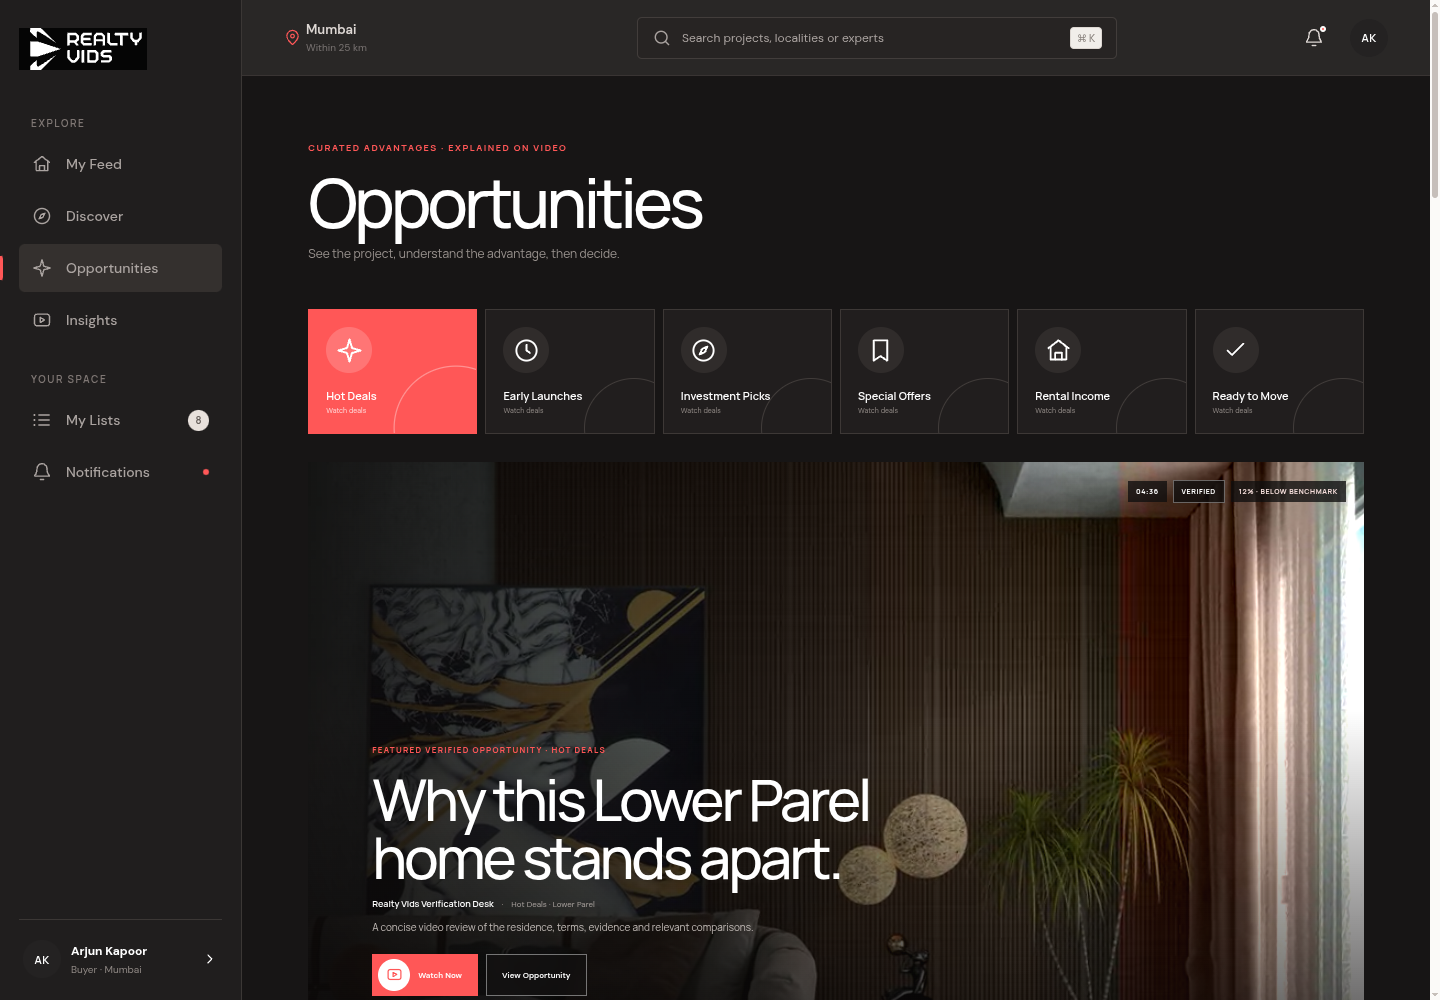 REALTY
VIDS
Mumbai
Within 25 km
Search projects, localities or experts
⌘ K
AK
EXPLORE
My Feed
Discover
Opportunities
Insights
YOUR SPACE
My Lists
8
Notifications
Arjun Kapoor
Buyer · Mumbai
AK
CURATED ADVANTAGES · EXPLAINED ON VIDEO
Opportunities
See the project, understand the advantage, then decide.
Hot Deals
Watch deals
Early Launches
Watch deals
Investment Picks
Watch deals
Special Offers
Watch deals
Rental Income
Watch deals
Ready to Move
Watch deals
04:36
VERIFIED
12% · BELOW BENCHMARK
FEATURED VERIFIED OPPORTUNITY · HOT DEALS
Why this Lower Parel
home stands apart.
Realty Vids Verification Desk · Hot Deals · Lower Parel
A concise video review of the residence, terms, evidence and relevant comparisons.
Watch Now
View Opportunity